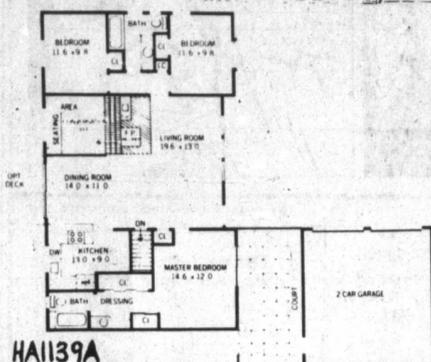 BATH
BEDROOM
11.6 x 9.8
BEDROOM
11.6 x 9.8
CL
CL
LC
AREA
SEATING
LIVING ROOM
19.6 x 13.0
OPT
DECK
DINING ROOM
14.0 x 11.0
DN
CL
DW
KITCHEN
13.0 x 9.0
MASTER BEDROOM
14.6 x 12.0
CL
BATH
DRESSING
CL
COURT
2 CAR GARAGE
HA1139A